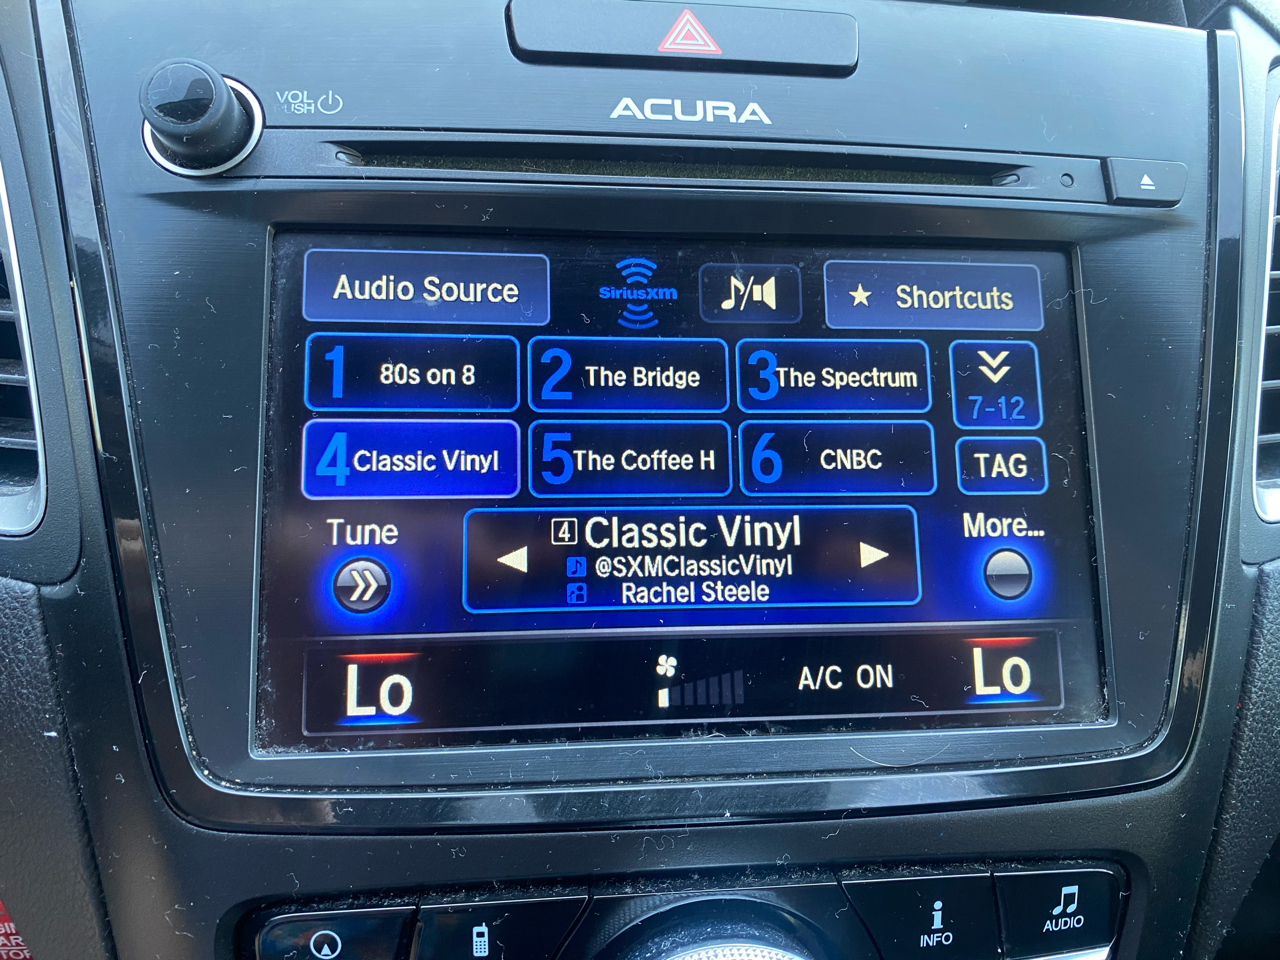 VOL
PUSH
ACURA
Audio Source
SiriusXM
Shortcuts
1 80s on 8
2 The Bridge
3 The Spectrum
7-12
4 Classic Vinyl
5 The Coffee H
6 CNBC
TAG
Tune
4 Classic Vinyl
@SXMClassicVinyl
Rachel Steele
More...
Lo
A/C ON
Lo
INFO
AUDIO